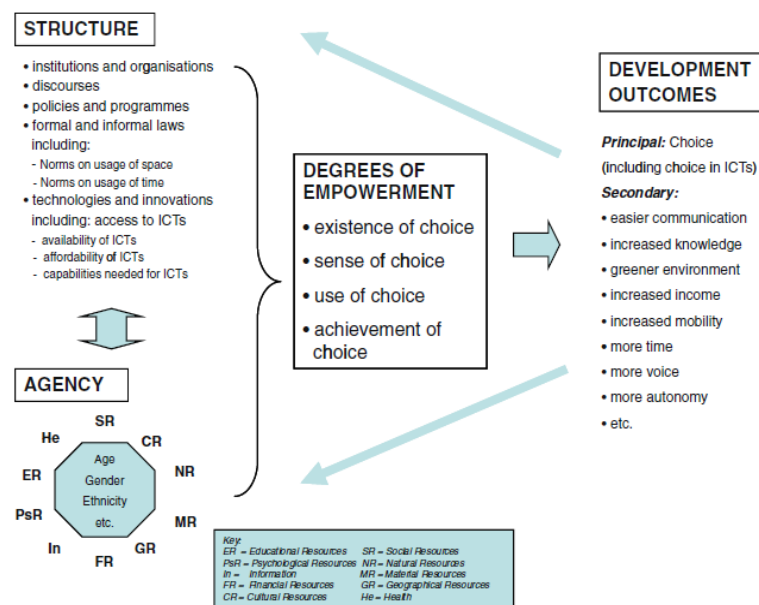 STRUCTURE
• institutions and organisations
• discourses
• policies and programmes
• formal and informal laws
including:
- Norms on usage of space
- Norms on usage of time
• technologies and innovations
including: access to ICTs
- availability of ICTs
- affordability of ICTs
- capabilities needed for ICTs
AGENCY
SR
He
CR
ER
NR
PsR
MR
In
GR
FR
Age
Gender
Ethnicity
etc.
DEGREES OF
EMPOWERMENT
• existence of choice
• sense of choice
• use of choice
• achievement of
choice
DEVELOPMENT
OUTCOMES
Principal: Choice
(including choice in ICTs)
Secondary:
• easier communication
• increased knowledge
• greener environment
• increased income
• increased mobility
• more time
• more voice
• more autonomy
• etc.
Key:
ER = Educational Resources SR = Social Resources
PsR = Psychological Resources NR = Natural Resources
In = Information MR = Material Resources
FR = Financial Resources GR = Geographical Resources
CR = Cultural Resources He = Health